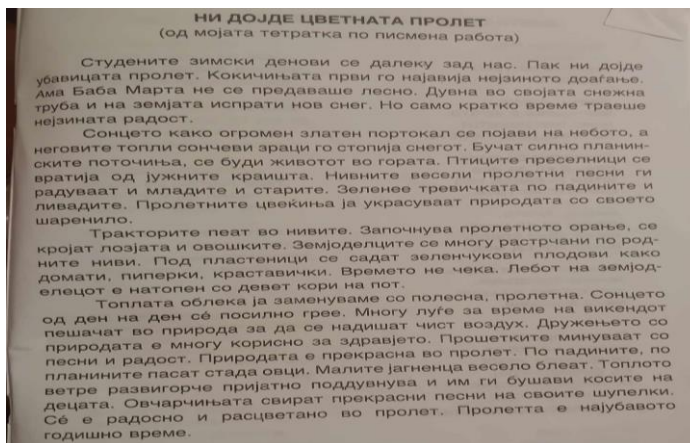 НИ ДОЈДЕ ЦВЕТНАТА ПРОЛЕТ
(од мојата тетратка по писмена работа)
Студените зимски денови се далеку зад нас. Пак ни дојде
убавицата пролет. Кокичињата први го најавија нејзиното доаѓање.
Ама Баба Марта не се предаваше лесно. Дувна во својата снежна
труба и на земјата испрати нов снег. Но само кратко време траеше
нејзината радост.
Сонцето како огромен златен портокал се појави на небото, а
неговите топли сончеви зраци го стопија снегот. Бучат силно планин-
ските поточиња, се буди животот во гората. Птиците преселници се
вратија од јужните краишта. Нивните весели пролетни песни ги
радуваат и младите и старите. Зеленее тревичката по падините и
ливадите. Пролетните цвеќиња ја украсуваат природата со своето
шаренило.
Тракторите пеат во нивите. Започнува пролетното орање, се
кројат лозјата и овошките. Земјоделците се многу растрчани по род-
ните ниви. Под пластеници се садат зеленчукови плодови како
домати, пиперки, краставички. Времето не чека. Лебот на земјод-
елецот е натопен со девет кори на пот.
Топлата облека ја заменуваме со полесна, пролетна. Сонцето
од ден на ден сé посилно грее. Многу луѓе за време на викендот
пешачат во природа за да се надишат чист воздух. Дружењето со
природата е многу корисно за здравјето. Прошетките минуваат со
песни и радост. Природата е прекрасна во пролет. По падините, по
планините пасат стада овци. Малите јагненца весело блеат. Топлото
ветре развигорче пријатно поддувнува и им ги бушави косите на
децата. Овчарчињата свират прекрасни песни на своите шупелки.
Сé е радосно и расцветано во пролет. Пролетта е најубавото
годишно време.